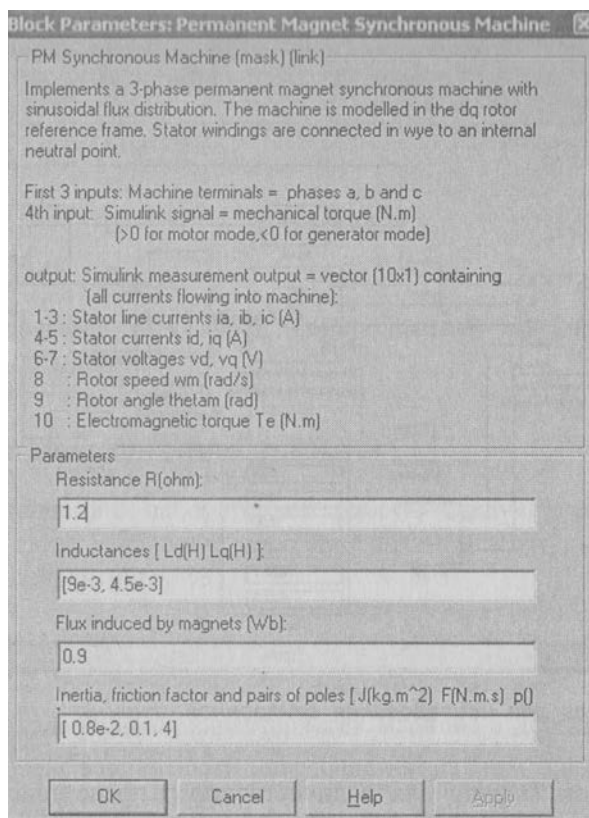 Block Parameters: Permanent Magnet Synchronous Machine
PM Synchronous Machine (mask) (link)
Implements a 3-phase permanent magnet synchronous machine with
sinusoidal flux distribution. The machine is modelled in the dq rotor
reference frame. Stator windings are connected in wye to an internal
neutral point.
First 3 inputs: Machine terminals = phases a, b and c
4th input: Simulink signal = mechanical torque (N.m)
(>0 for motor mode,<0 for generator mode)
output: Simulink measurement output = vector (10x1) containing
(all currents flowing into machine):
1-3 : Stator line currents ia, ib, ic (A)
4-5 : Stator currents id, iq (A)
6-7 : Stator voltages vd, vq (V)
8 : Rotor speed wm (rad/s)
9 : Rotor angle thetam (rad)
10 : Electromagnetic torque Te (N.m)
Parameters
Resistance R(ohm):
1.2
Inductances [ Ld(H) Lq(H) ]:
[9e-3, 4.5e-3]
Flux induced by magnets (Wb):
0.9
Inertia, friction factor and pairs of poles [ J(kg.m^2) F(N.m.s) p()
[ 0.8e-2, 0.1, 4]
OK Cancel Help Apply